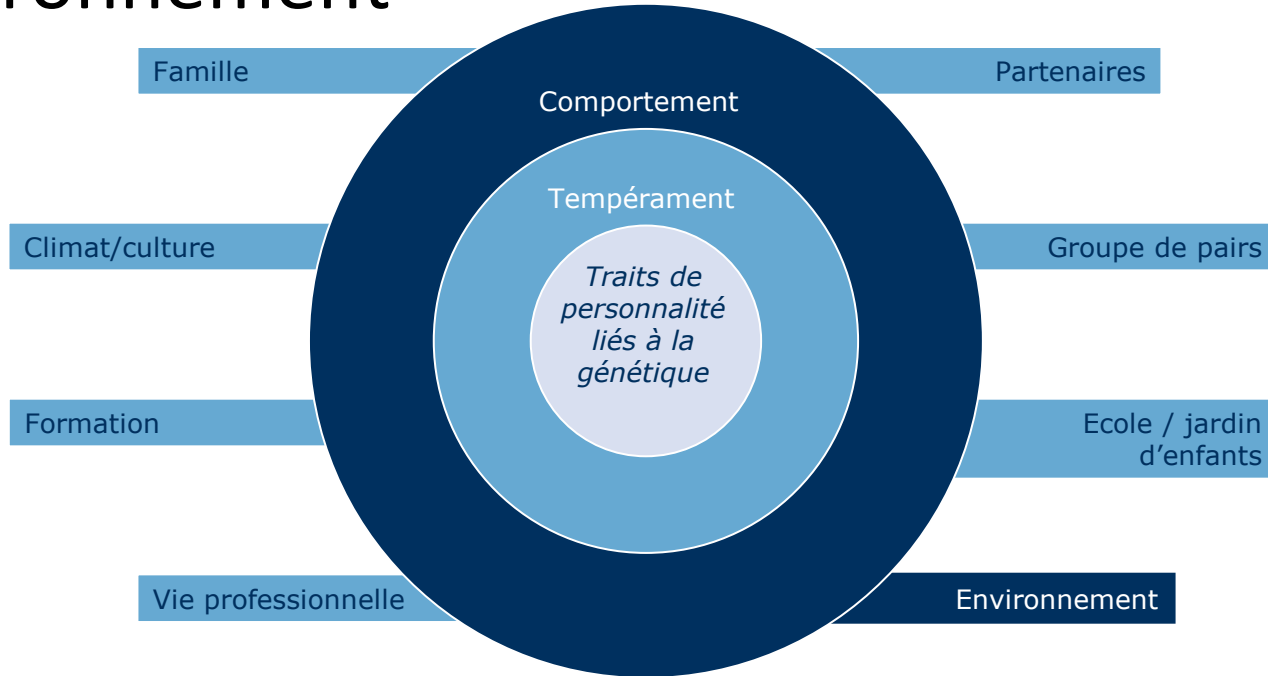 ronnement
Famille
Partenaires
Comportement
Tempérament
Climat/culture
Groupe de pairs
Traits de
personnalité
liés à la
génétique
Formation
Ecole / jardin
d’enfants
Vie professionnelle
Environnement